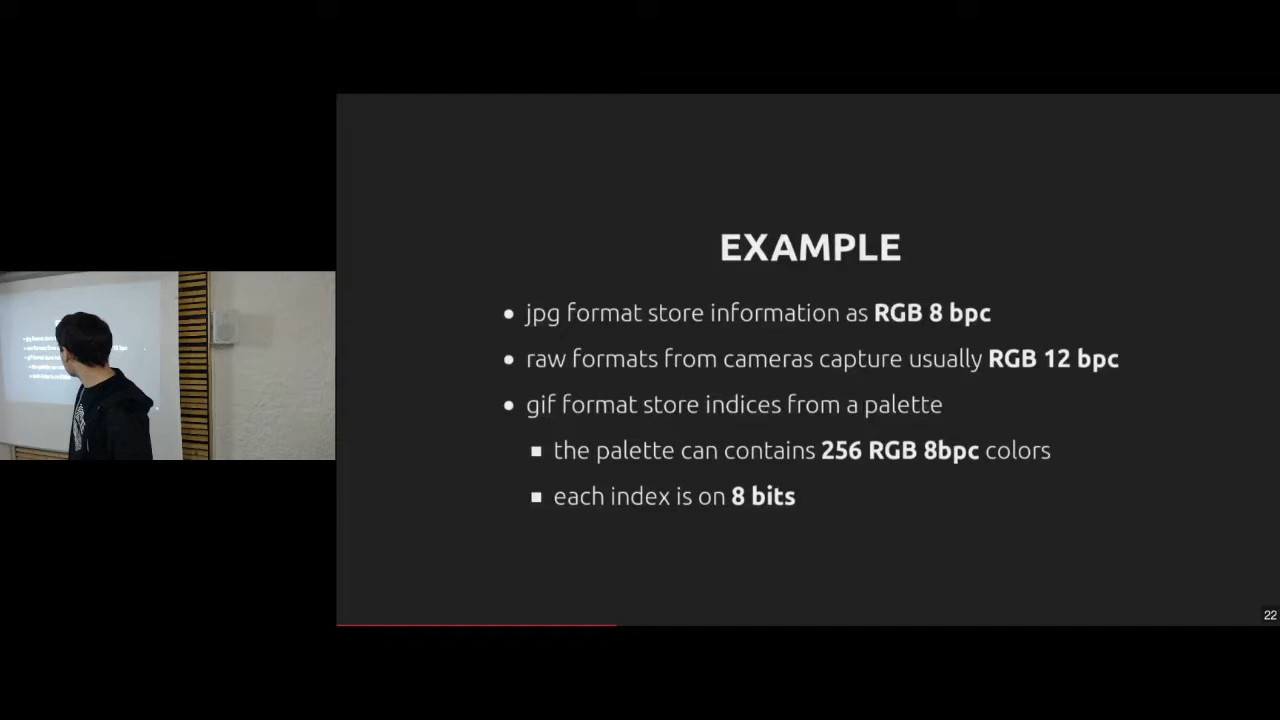 EXAMPLE
jpg format store information as RGB 8 bpc
raw formats from cameras capture usually RGB 12 bpc
gif format store indices from a palette
the palette can contains 256 RGB 8bpc colors
each index is on 8 bits
22